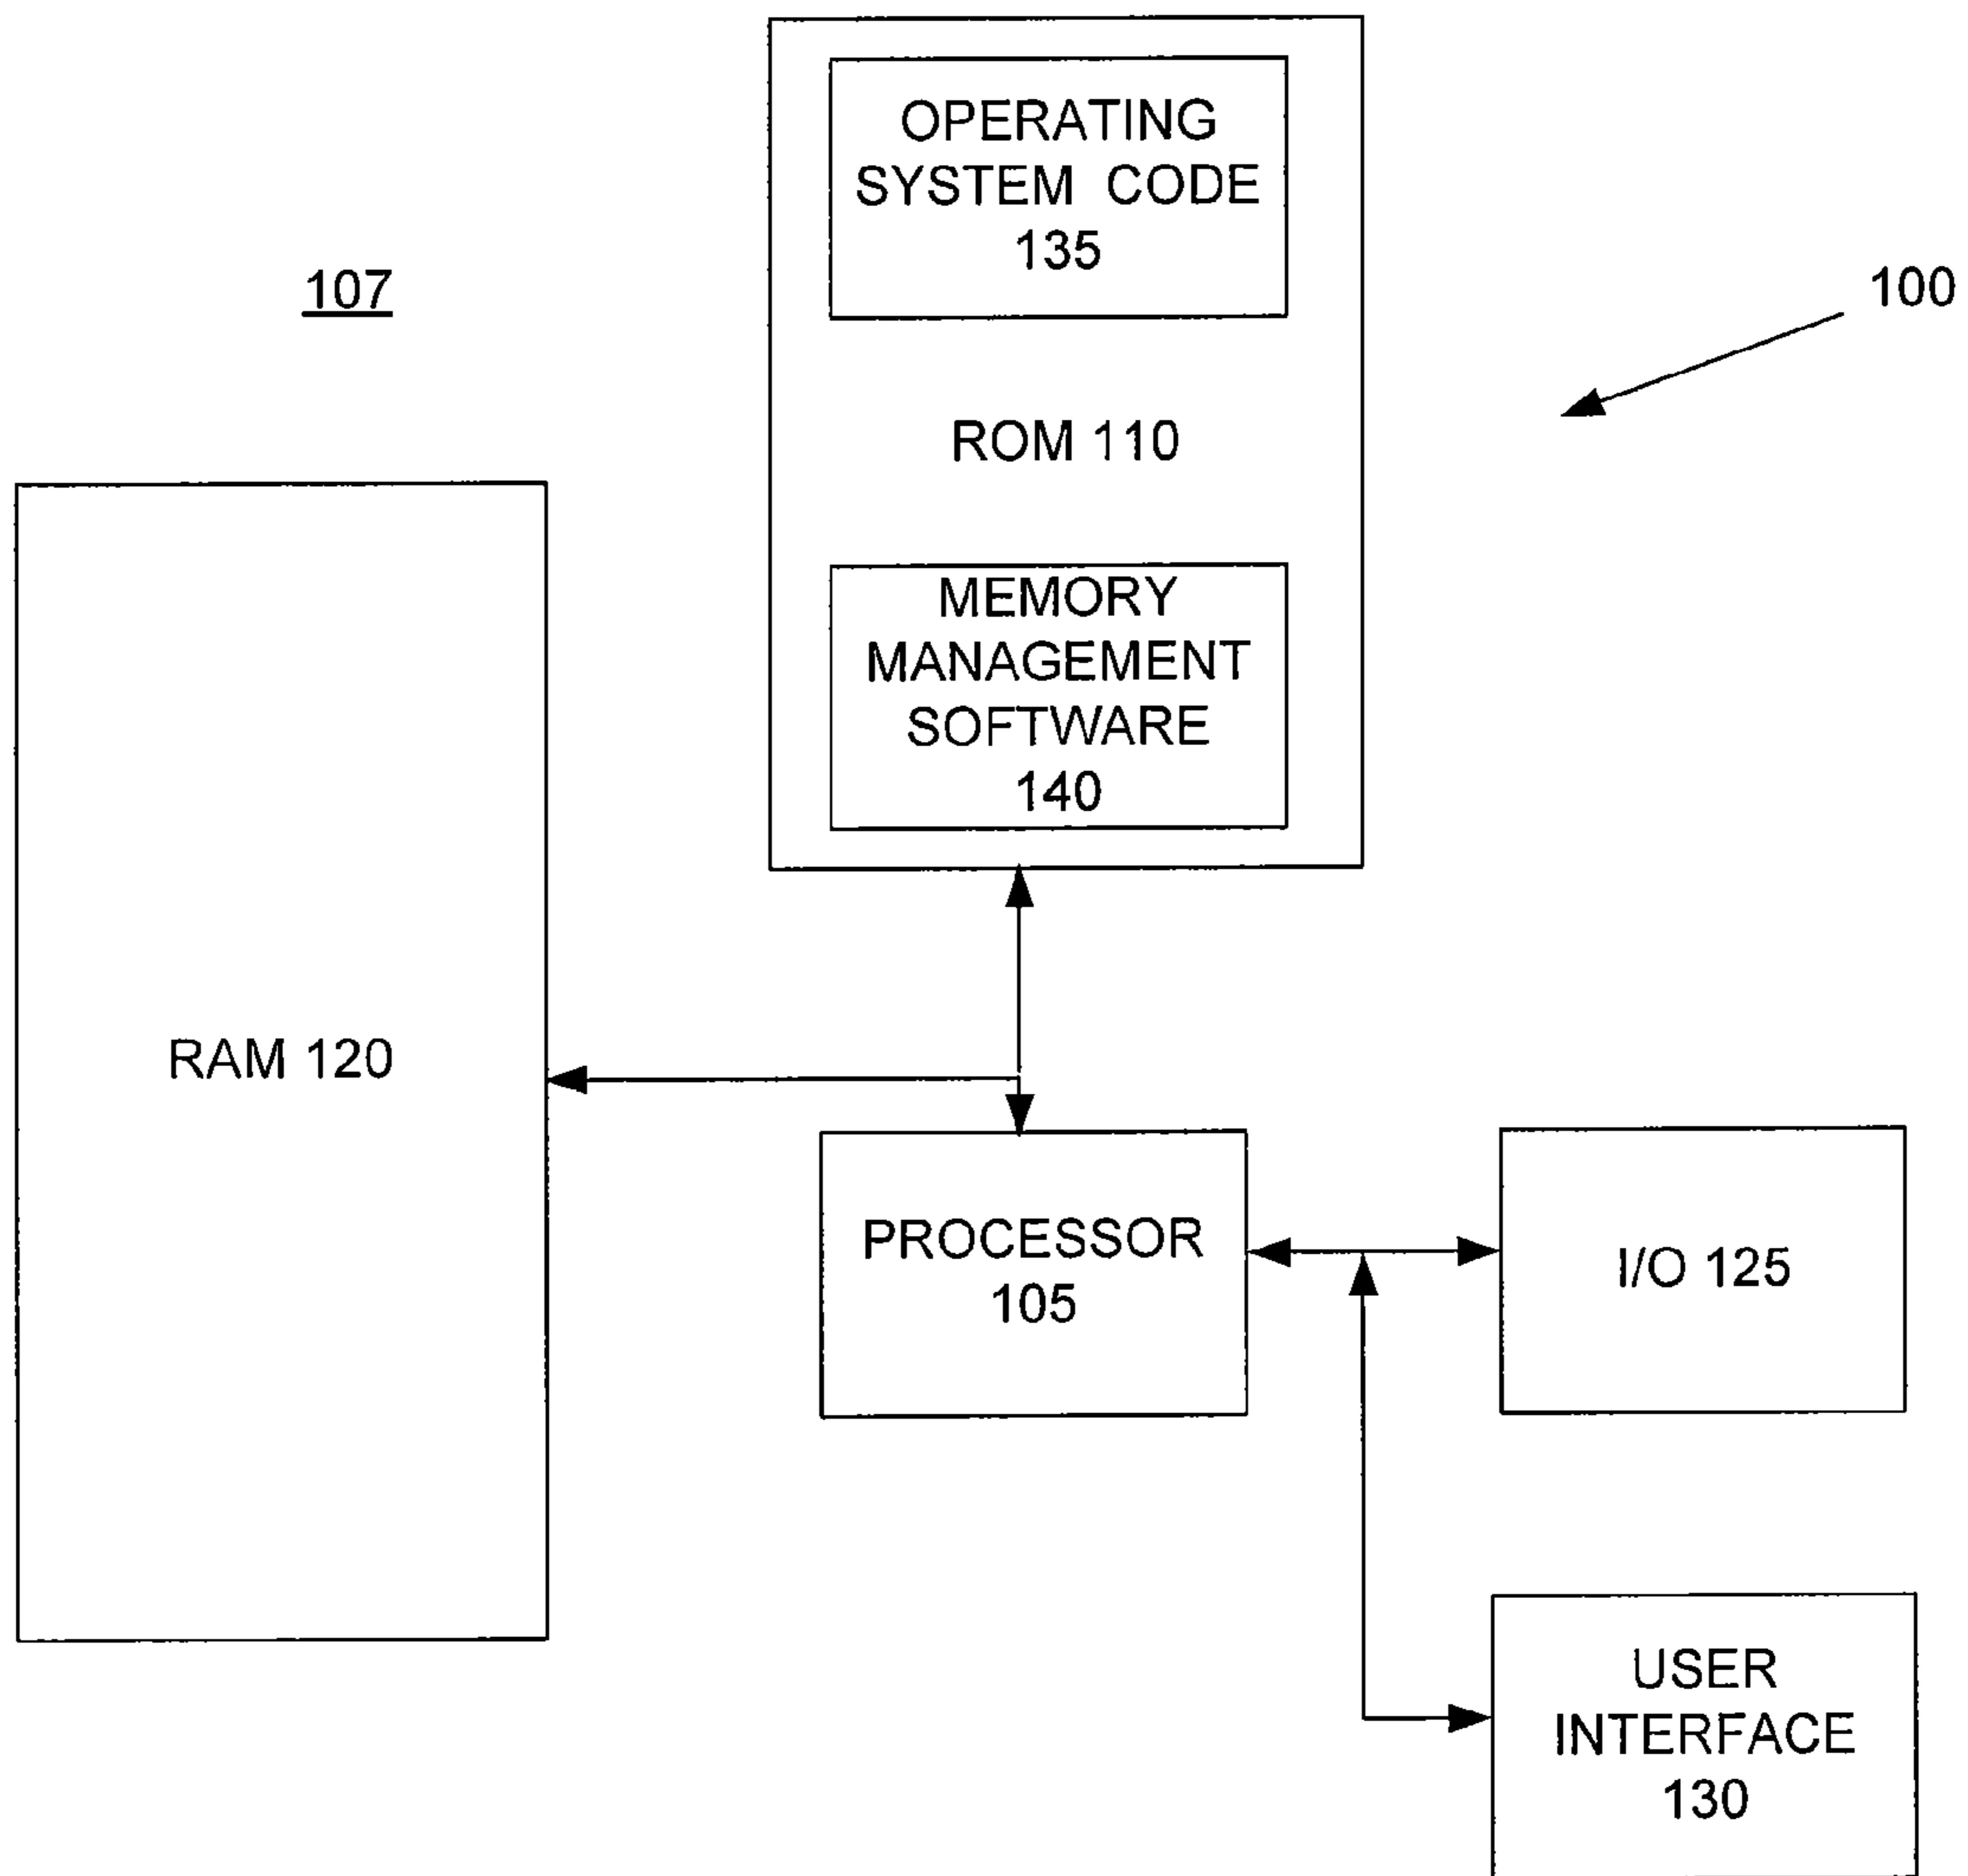 OPERATING
SYSTEM CODE
135
107
100
ROM 110
MEMORY
MANAGEMENT
SOFTWARE
140
RAM 120
PROCESSOR
105
I/O 125
USER
INTERFACE
130